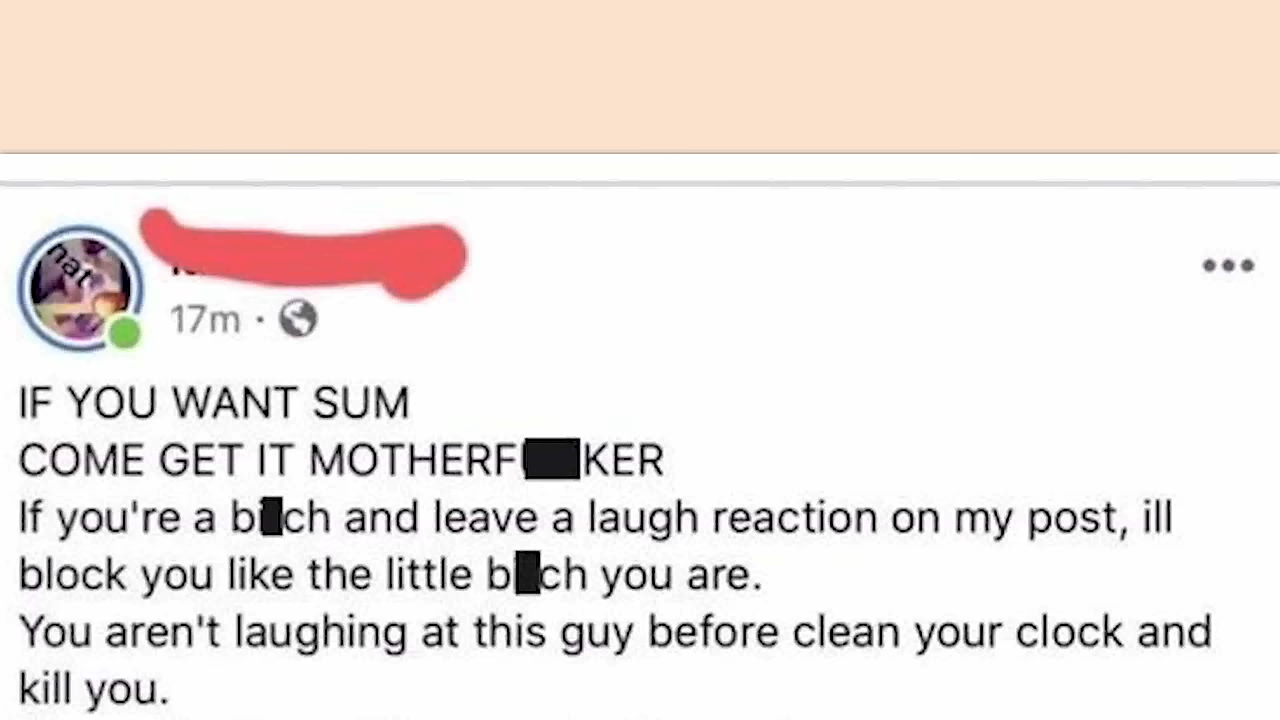 nat
17m
IF YOU WANT SUM
COME GET IT MOTHERF██KER
If you're a bi█ch and leave a laugh reaction on my post, ill
block you like the little b█ch you are.
You aren't laughing at this guy before clean your clock and
kill you.